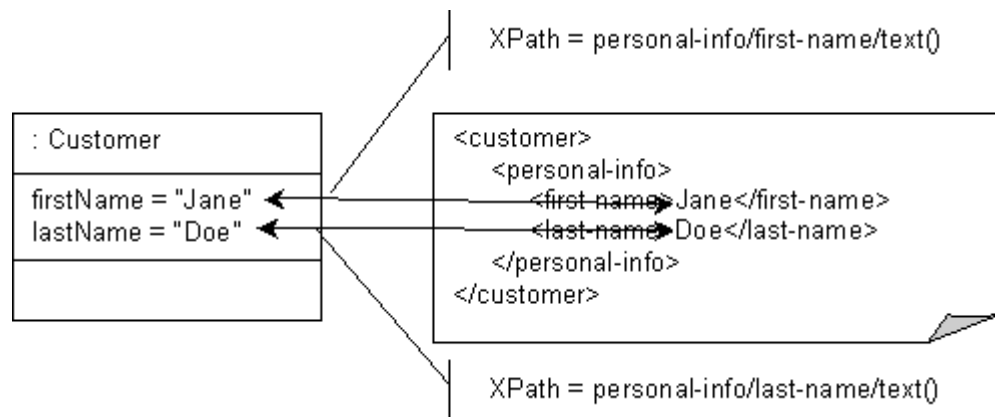 XPath = personal-info/first-name/text()
: Customer
firstName = "Jane"
lastName = "Doe"
<customer>
<personal-info>
<first-name>Jane</first-name>
<last-name>Doe</last-name>
</personal-info>
</customer>
XPath = personal-info/last-name/text()